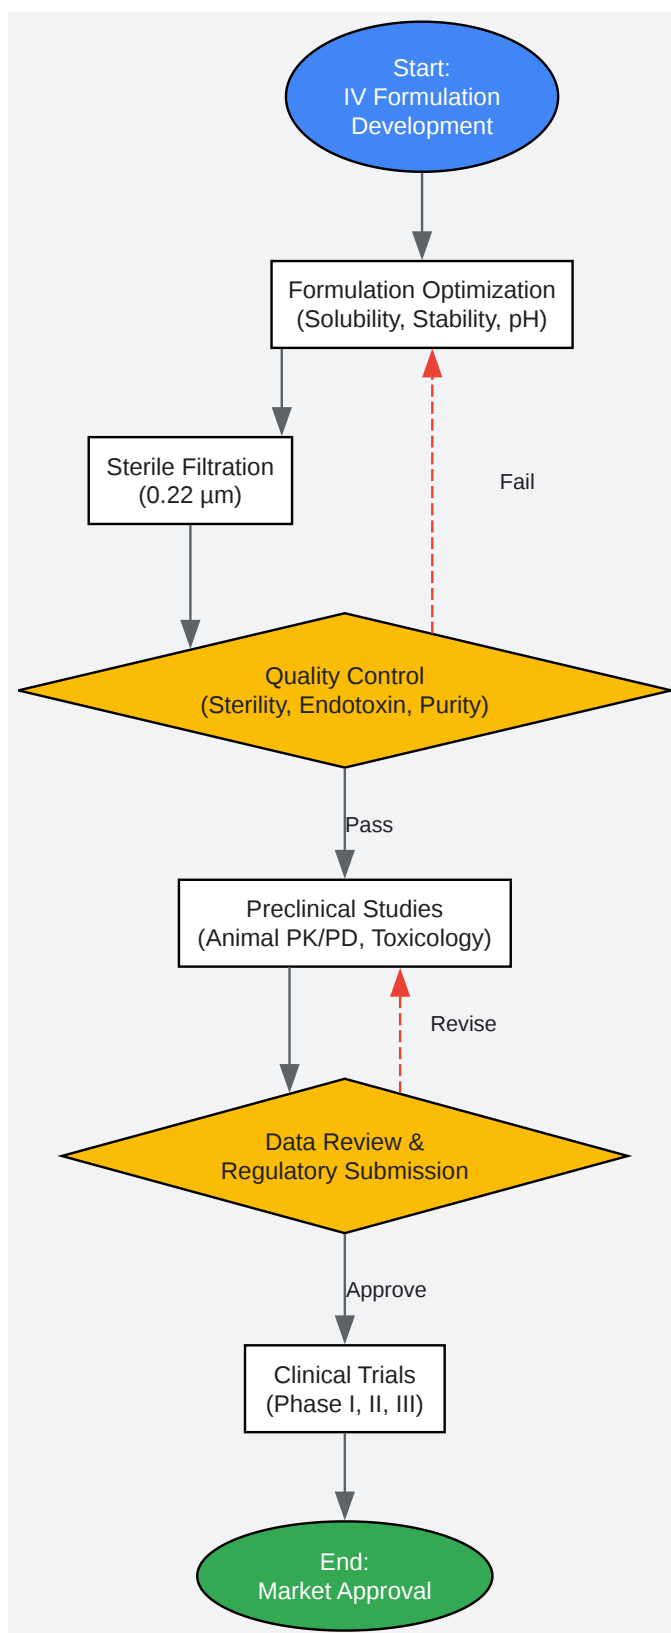 Start:
IV Formulation
Development
Formulation Optimization
(Solubility, Stability, pH)
Sterile Filtration
(0.22 µm)
Fail
Quality Control
(Sterility, Endotoxin, Purity)
Pass
Preclinical Studies
(Animal PK/PD, Toxicology)
Revise
Data Review &
Regulatory Submission
Approve
Clinical Trials
(Phase I, II, III)
End:
Market Approval